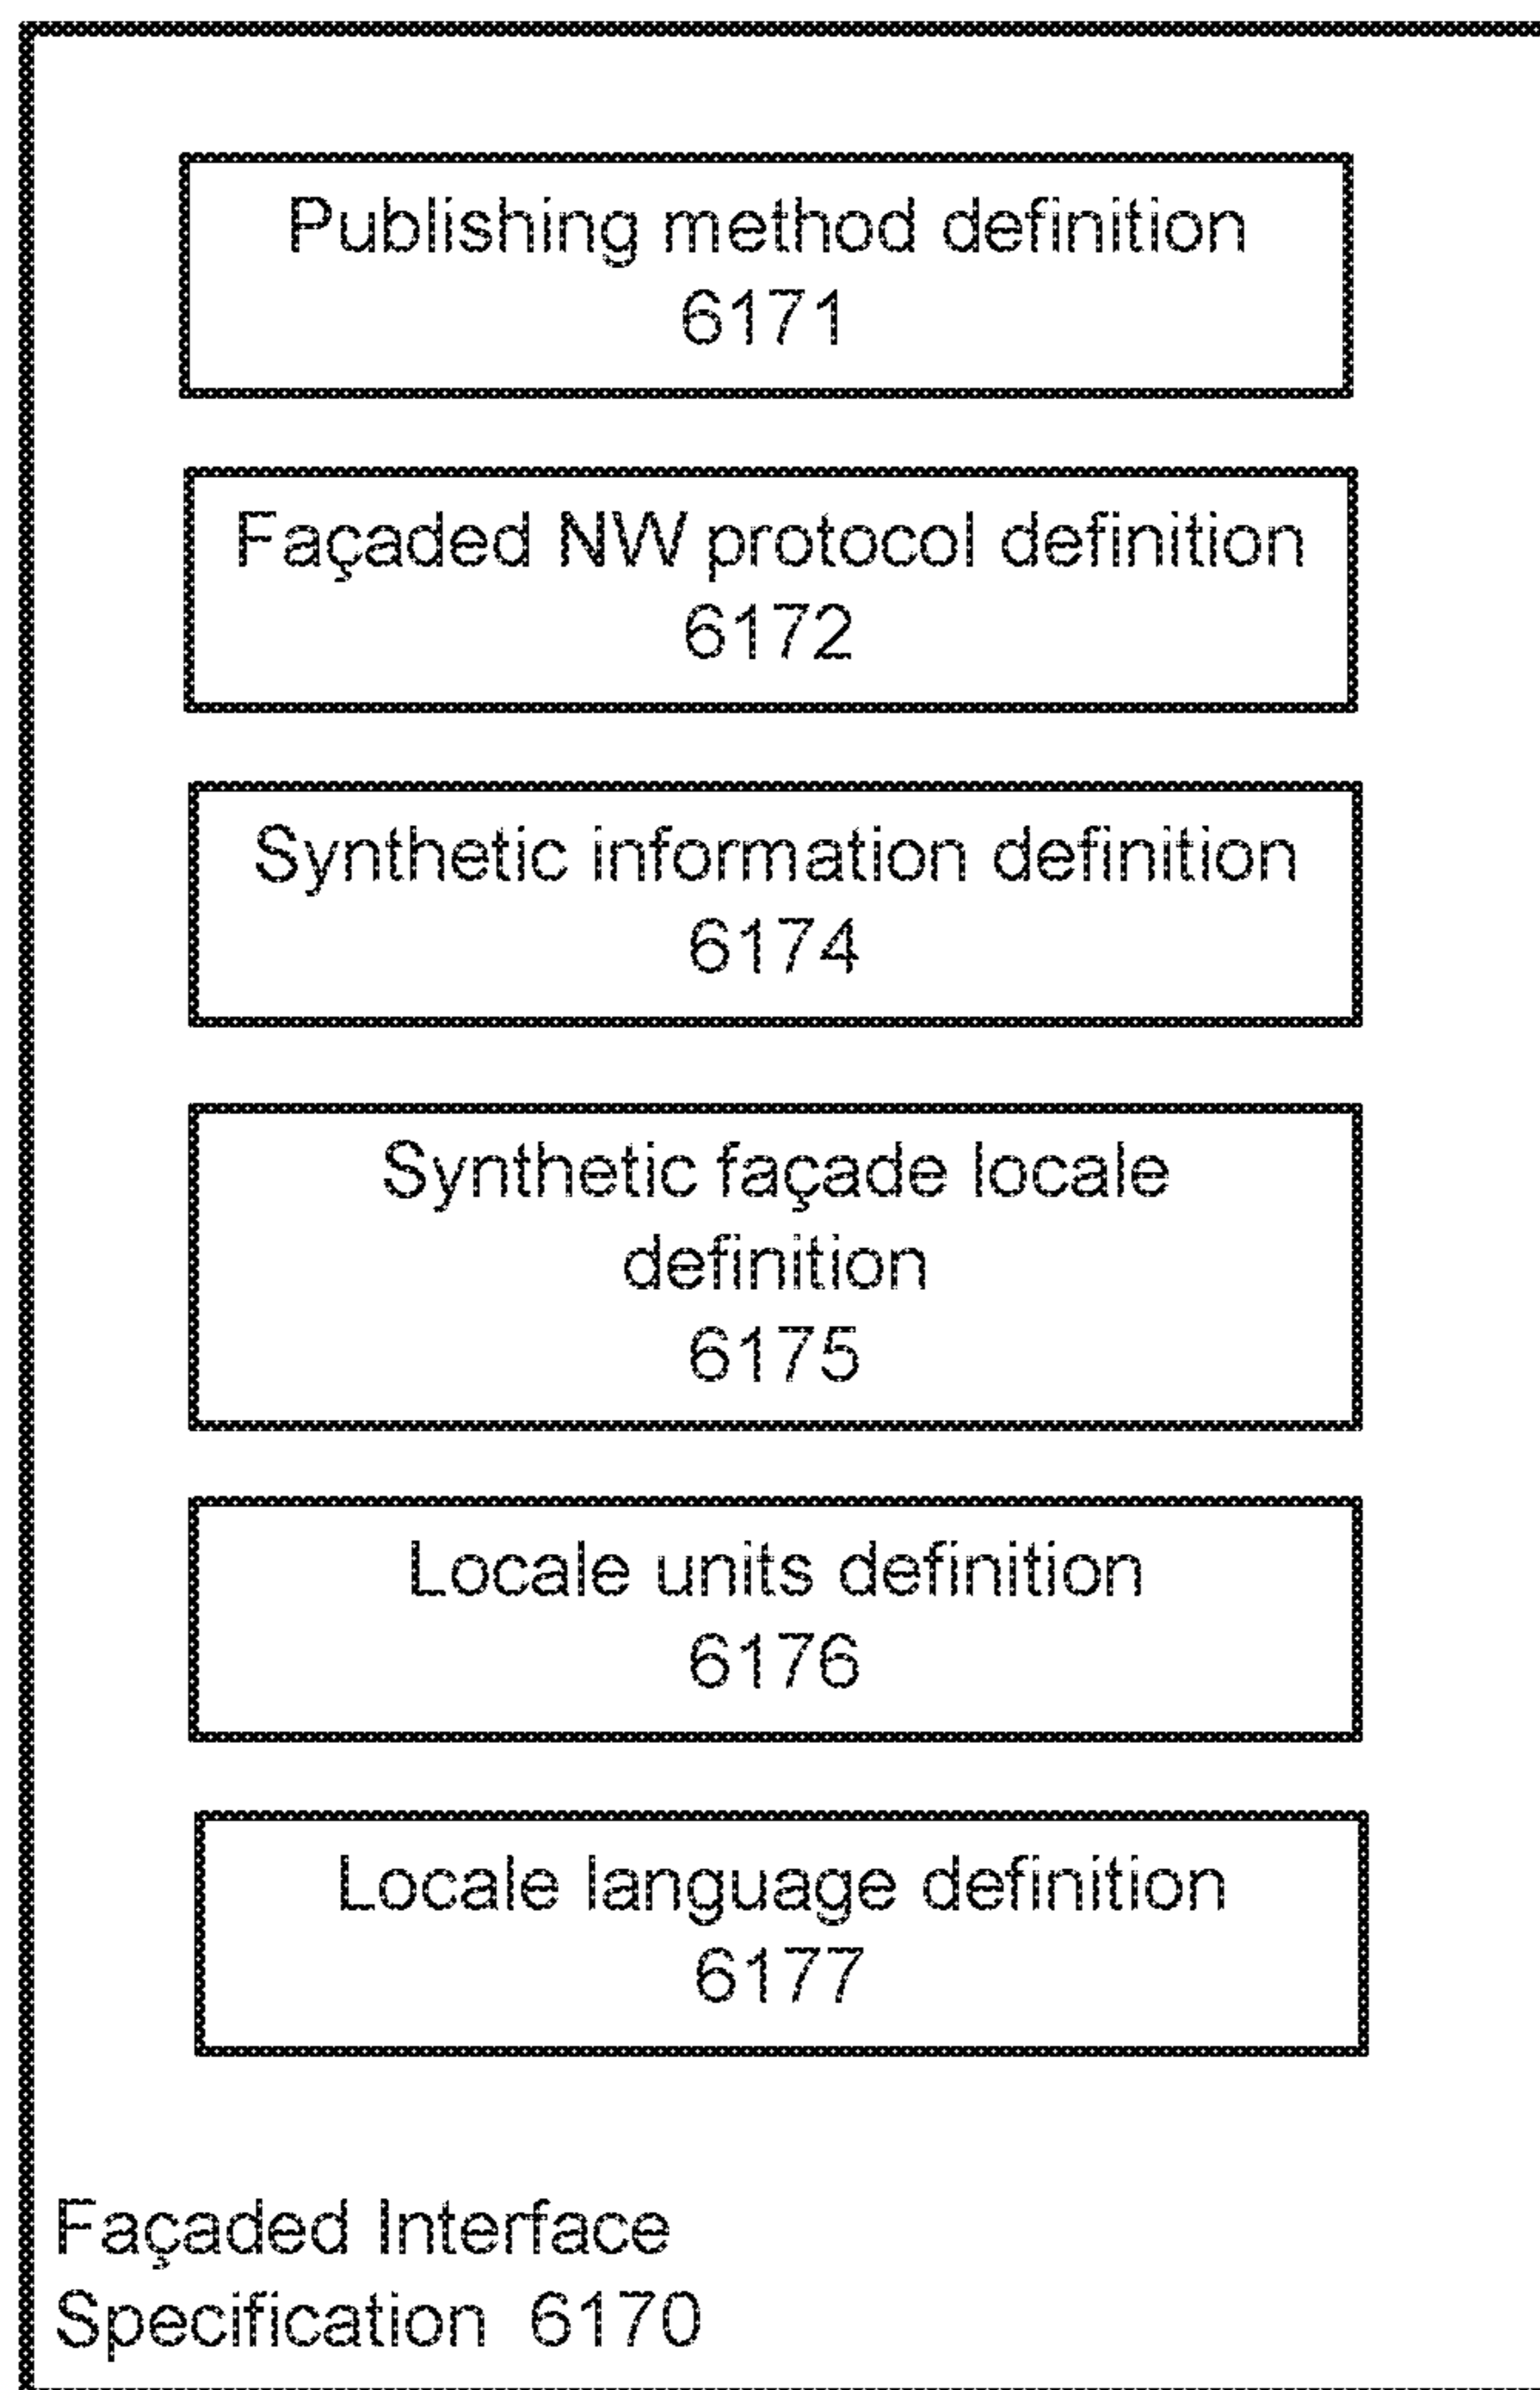 Publishing method definition
6171
Façaded NW protocol definition
6172
Synthetic information definition
6174
Synthetic façade locale
definition
6175
Locale units definition
6176
Locale language definition
6177
Façaded Interface
Specification 6170